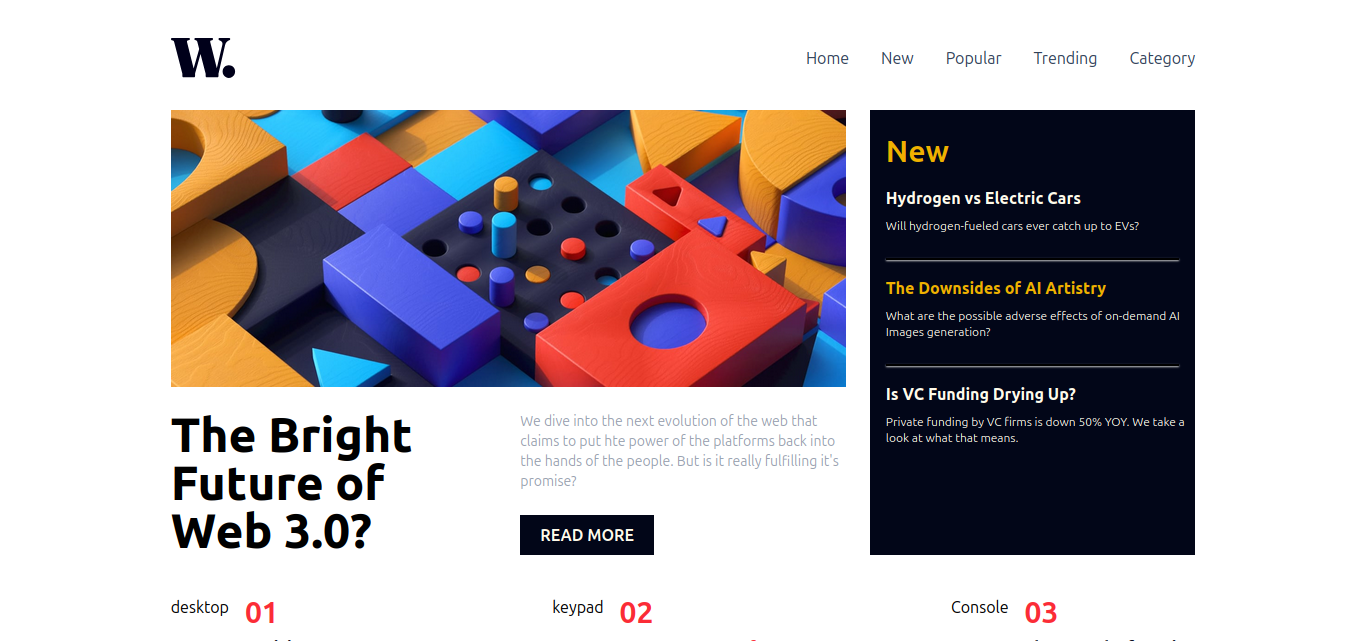 W.
Home New Popular Trending Category
New
Hydrogen vs Electric Cars
Will hydrogen-fueled cars ever catch up to EVs?
The Downsides of AI Artistry
What are the possible adverse effects of on-demand AI
Images generation?
Is VC Funding Drying Up?
Private funding by VC firms is down 50% YOY. We take a
look at what that means.
The Bright
Future of
Web 3.0?
We dive into the next evolution of the web that
claims to put hte power of the platforms back into
the hands of the people. But is it really fulfilling it's
promise?
READ MORE
desktop 01
keypad 02
Console 03